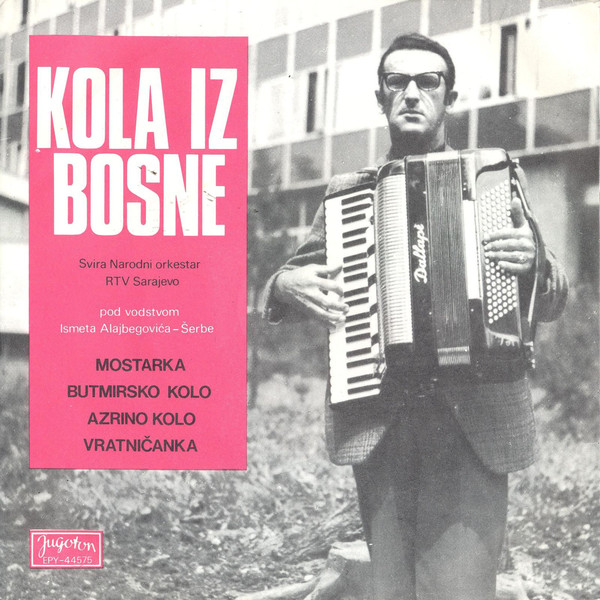 KOLA IZ
BOSNE
Svira Narodni orkestar
RTV Sarajevo
pod vodstvom
Ismeta Alajbegovića-Šerbe
MOSTARKA
BUTMIRSKO KOLO
AZRINO KOLO
VRATNIČANKA
Dallapè
Jugoton
EPY-44575